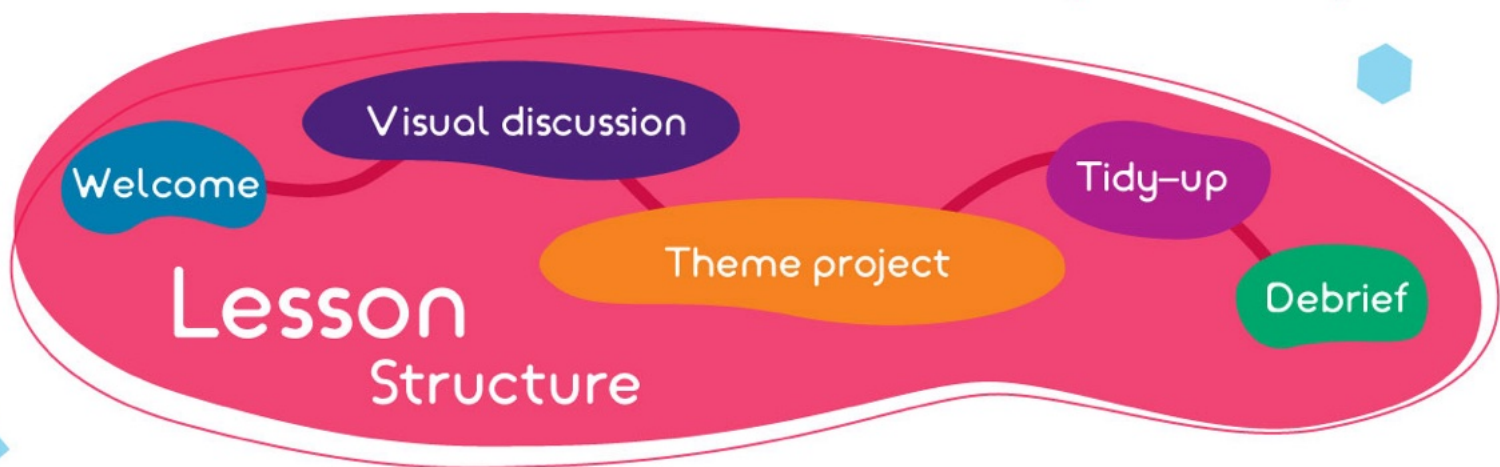 Welcome
Visual discussion
Theme project
Tidy-up
Debrief
Lesson
Structure